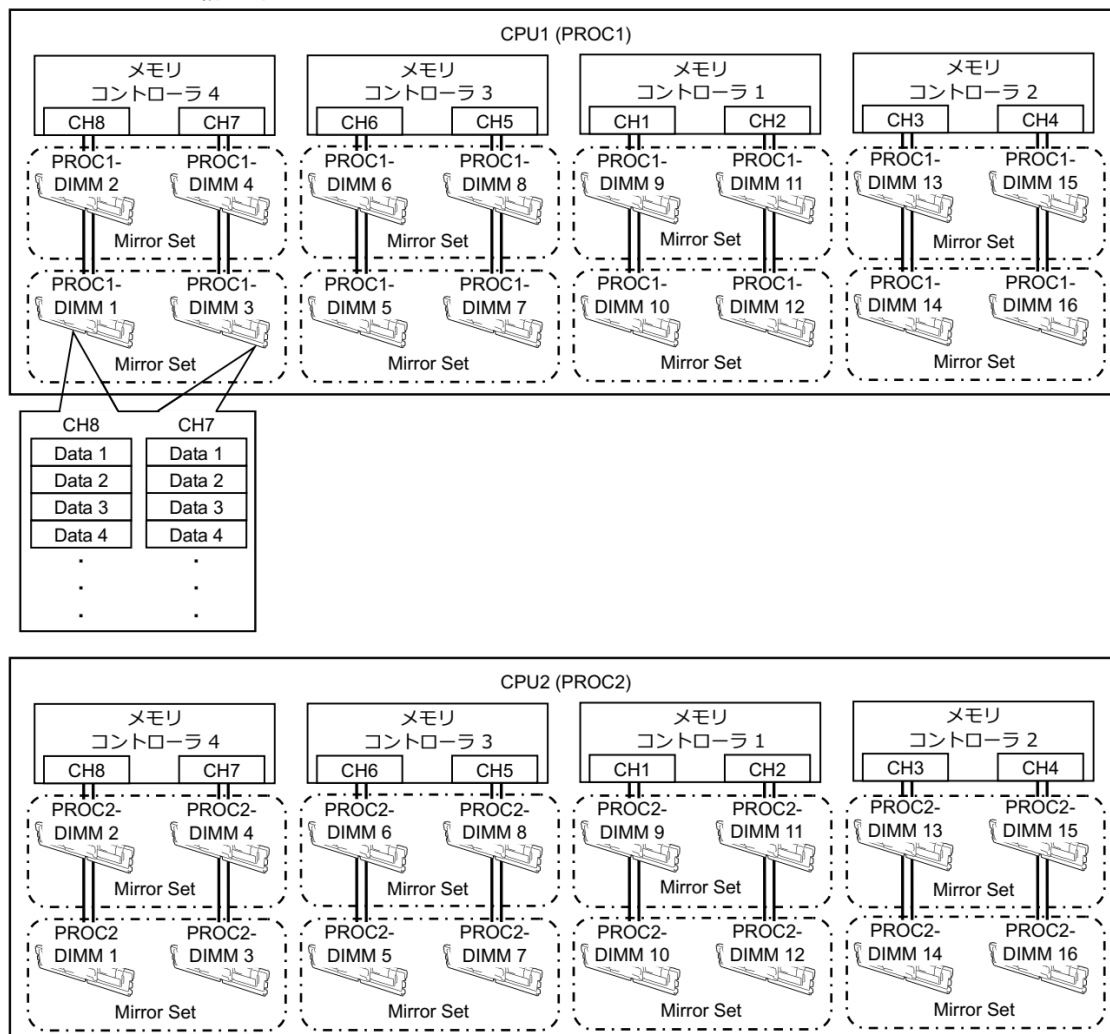 CPU1 (PROC1)
メモリ
コントローラ 4
CH8
CH7
メモリ
コントローラ 3
CH6
CH5
メモリ
コントローラ 1
CH1
CH2
メモリ
コントローラ 2
CH3
CH4
PROC1-
DIMM 2
PROC1-
DIMM 4
Mirror Set
PROC1-
DIMM 6
PROC1-
DIMM 8
Mirror Set
PROC1-
DIMM 9
PROC1-
DIMM 11
Mirror Set
PROC1-
DIMM 13
PROC1-
DIMM 15
Mirror Set
PROC1-
DIMM 1
PROC1-
DIMM 3
Mirror Set
PROC1-
DIMM 5
PROC1-
DIMM 7
Mirror Set
PROC1-
DIMM 10
PROC1-
DIMM 12
Mirror Set
PROC1-
DIMM 14
PROC1-
DIMM 16
Mirror Set
CH8
CH7
Data 1
Data 1
Data 2
Data 2
Data 3
Data 3
Data 4
Data 4
CPU2 (PROC2)
メモリ
コントローラ 4
CH8
CH7
メモリ
コントローラ 3
CH6
CH5
メモリ
コントローラ 1
CH1
CH2
メモリ
コントローラ 2
CH3
CH4
PROC2-
DIMM 2
PROC2-
DIMM 4
Mirror Set
PROC2-
DIMM 6
PROC2-
DIMM 8
Mirror Set
PROC2-
DIMM 9
PROC2-
DIMM 11
Mirror Set
PROC2-
DIMM 13
PROC2-
DIMM 15
Mirror Set
PROC2
DIMM 1
PROC2-
DIMM 3
Mirror Set
PROC2-
DIMM 5
PROC2-
DIMM 7
Mirror Set
PROC2-
DIMM 10
PROC2-
DIMM 12
Mirror Set
PROC2-
DIMM 14
PROC2-
DIMM 16
Mirror Set